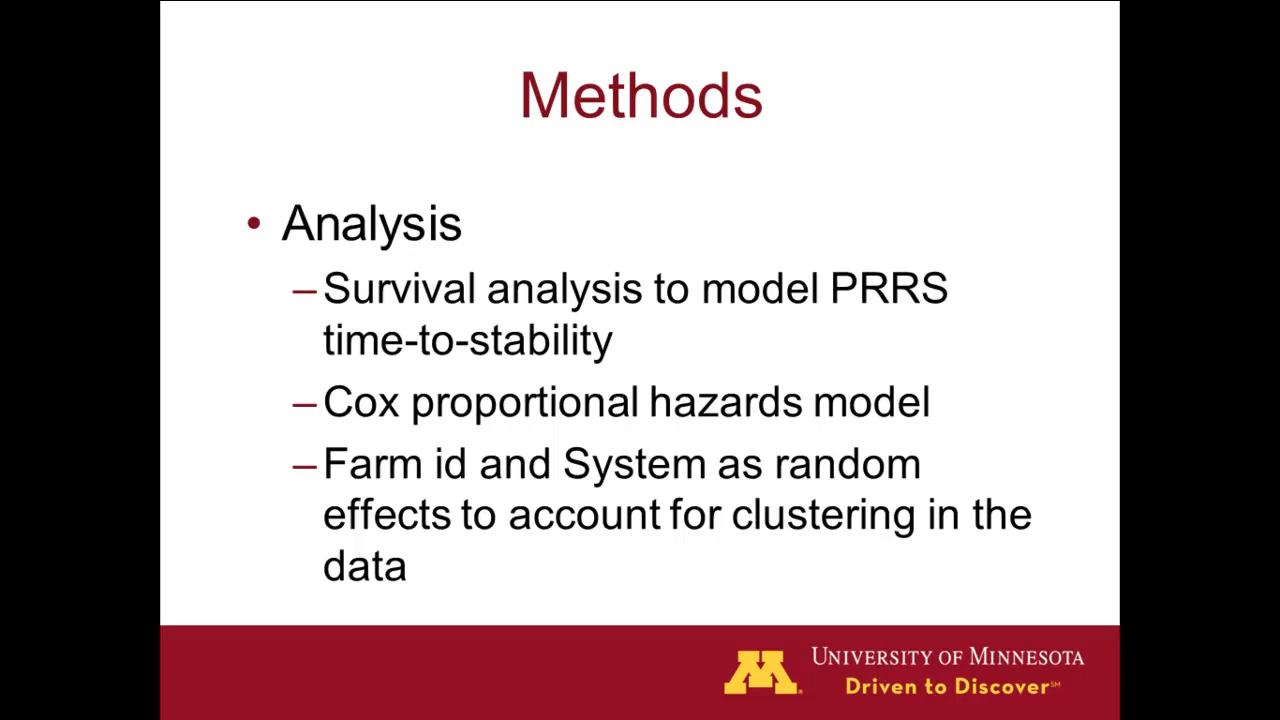 Methods
• Analysis
–Survival analysis to model PRRS
time-to-stability
–Cox proportional hazards model
–Farm id and System as random
effects to account for clustering in the
data
UNIVERSITY OF MINNESOTA
Driven to Discover℠